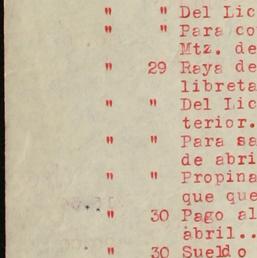 " " Del Lic
" " Para co
Mtz. de
" 29 Raya de
libreta
" " Del Lic
terior.
" " Para sa
de abri
" " Propina
que que
" 30 Pago al
abril..
" 30 Sueldo